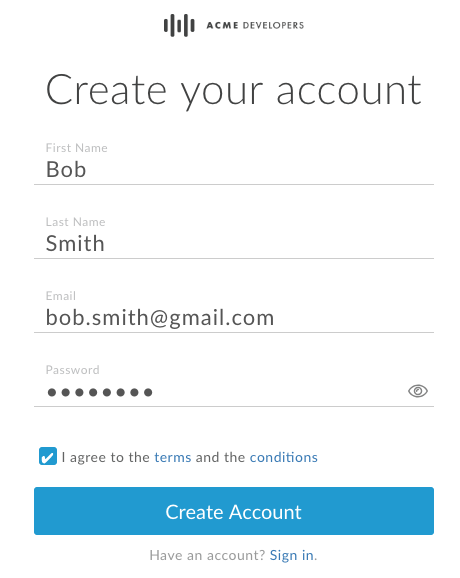 ACME DEVELOPERS
Create your account
First Name
Bob
Last Name
Smith
Email
bob.smith@gmail.com
Password
••••••••
I agree to the terms and the conditions
Create Account
Have an account? Sign in.